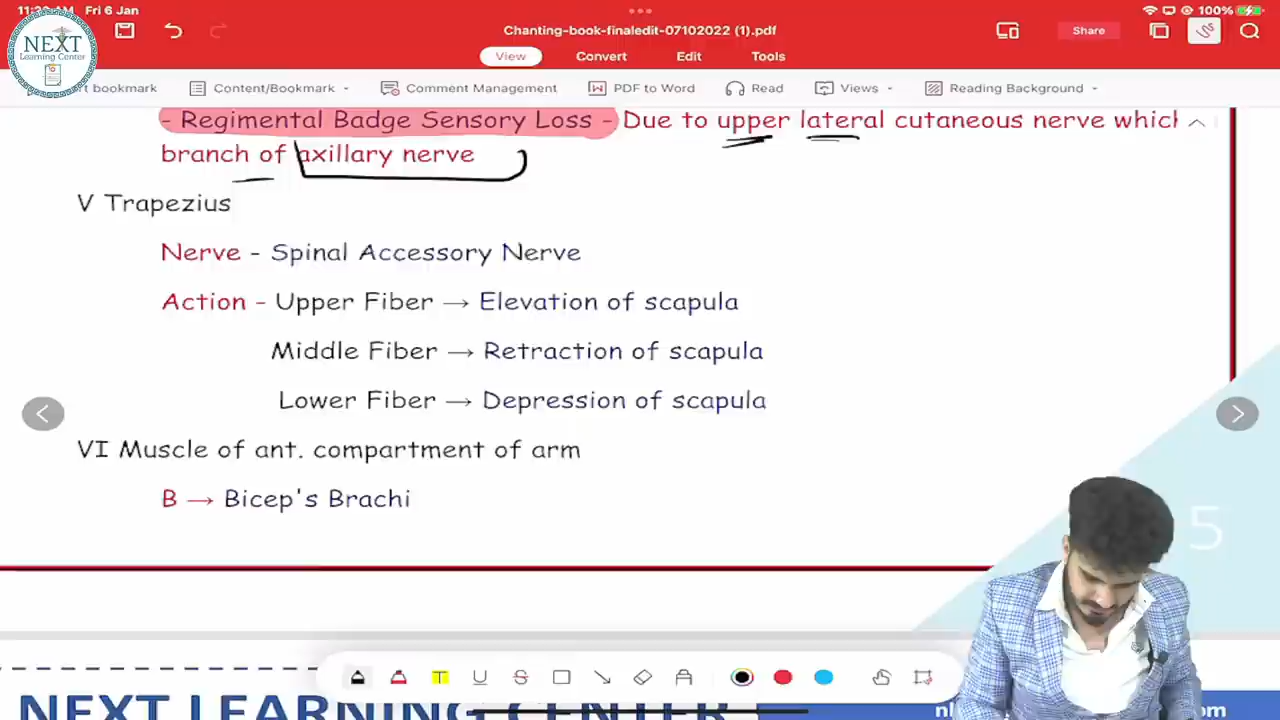 Fri 6 Jan
100%
Chanting-book-finaledit-07102022 (1).pdf
Share
View
Convert
Edit
Tools
NEXT
Learning Center
bookmark
Content/Bookmark
Comment Management
PDF to Word
Read
Views
Reading Background
- Regimental Badge Sensory Loss - Due to upper lateral cutaneous nerve which
branch of axillary nerve
V Trapezius
Nerve - Spinal Accessory Nerve
Action - Upper Fiber → Elevation of scapula
Middle Fiber → Retraction of scapula
Lower Fiber → Depression of scapula
VI Muscle of ant. compartment of arm
B → Bicep's Brachi
5
T
U
S
NEXT LEARNING CENTER